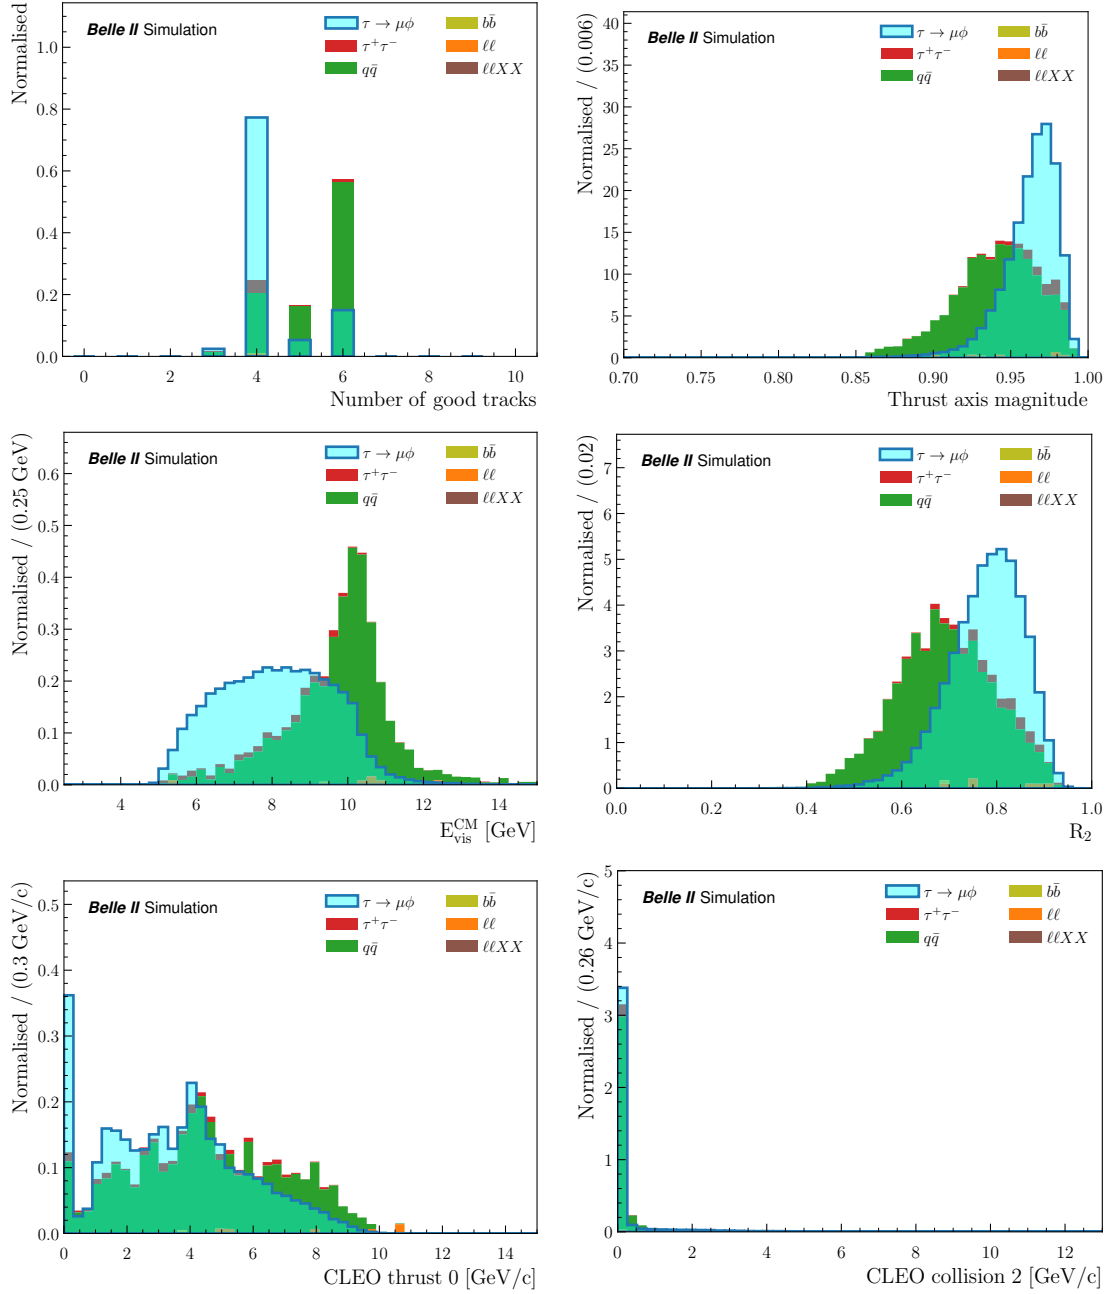 Normalised
Belle II Simulation
τ → μφ
τ⁺τ⁻
qq̄
bb̄
ℓℓ
ℓℓXX
1.0
0.8
0.6
0.4
0.2
0.0
0 2 4 6 8 10
Number of good tracks
Normalised / (0.006)
Belle II Simulation
τ → μφ
τ⁺τ⁻
qq̄
bb̄
ℓℓ
ℓℓXX
40
35
30
25
20
15
10
5
0
0.70 0.75 0.80 0.85 0.90 0.95 1.00
Thrust axis magnitude
Normalised / (0.25 GeV)
Belle II Simulation
τ → μφ
τ⁺τ⁻
qq̄
bb̄
ℓℓ
ℓℓXX
0.6
0.5
0.4
0.3
0.2
0.1
0.0
4 6 8 10 12 14
E_vis^CM [GeV]
Normalised / (0.02)
Belle II Simulation
τ → μφ
τ⁺τ⁻
qq̄
bb̄
ℓℓ
ℓℓXX
7
6
5
4
3
2
1
0
0.0 0.2 0.4 0.6 0.8 1.0
R₂
Normalised / (0.3 GeV/c)
Belle II Simulation
τ → μφ
τ⁺τ⁻
qq̄
bb̄
ℓℓ
ℓℓXX
0.5
0.4
0.3
0.2
0.1
0.0
0 2 4 6 8 10 12 14
CLEO thrust 0 [GeV/c]
Normalised / (0.26 GeV/c)
Belle II Simulation
τ → μφ
τ⁺τ⁻
qq̄
bb̄
ℓℓ
ℓℓXX
5
4
3
2
1
0
0 2 4 6 8 10 12
CLEO collision 2 [GeV/c]